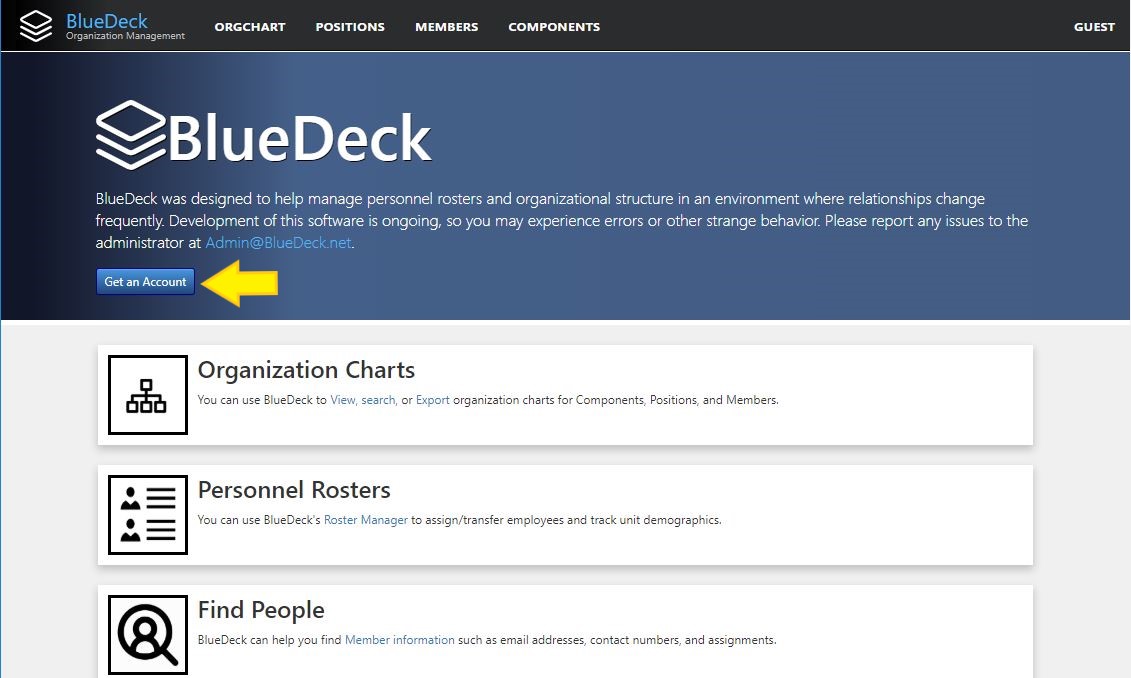 BlueDeck
Organization Management
ORGCHART POSITIONS MEMBERS COMPONENTS GUEST
BlueDeck
BlueDeck was designed to help manage personnel rosters and organizational structure in an environment where relationships change
frequently. Development of this software is ongoing, so you may experience errors or other strange behavior. Please report any issues to the
administrator at Admin@BlueDeck.net.
Get an Account
Organization Charts
You can use BlueDeck to View, search, or Export organization charts for Components, Positions, and Members.
Personnel Rosters
You can use BlueDeck's Roster Manager to assign/transfer employees and track unit demographics.
Find People
BlueDeck can help you find Member information such as email addresses, contact numbers, and assignments.